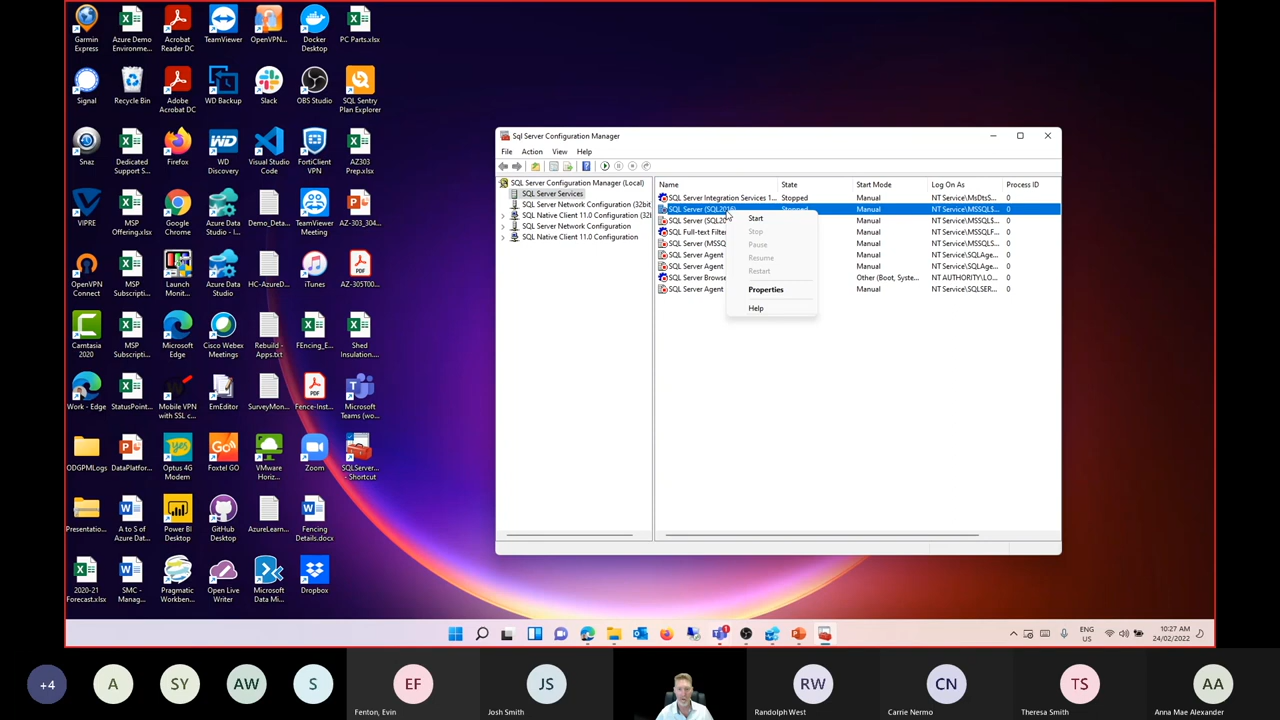 Garmin
Express
Azure Demo
Environme...
Acrobat
Reader DC
TeamViewer
OpenVPN...
Docker
Desktop
PC Parts.xlsx
Signal
Recycle Bin
Adobe
Acrobat DC
WD Backup
Slack
OBS Studio
SQL Sentry
Plan Explorer
Snaz
Dedicated
Support S...
Firefox
WD
Discovery
Visual Studio
Code
FortiClient
VPN
AZ303
Prep.xlsx
VIPRE
MSP
Offering.xlsx
Google
Chrome
Azure Data
Studio -...
Demo_Deta...
TeamViewer
Meeting
AZ-303_304...
OpenVPN
Connect
MSP
Subscripti...
Launch
Monit...
Azure Data
Studio
HC-AzureD...
iTunes
AZ-305T00...
Camtasia
2020
MSP
Subscripti...
Microsoft
Edge
Cisco Webex
Meetings
Rebuild -
Apps.txt
FEncing_E...
Shed
Insulation...
Work - Edge
StatusPoint...
Mobile VPN
with SSL c...
EmEditor
SurveyMon...
Fence-Inst...
Microsoft
Teams (wo...
ODGPMLogs
DataPlatfor...
Optus 4G
Modem
Foxtel GO
VMware
Horiz...
Zoom
SQLServer...
- Shortcut
Presentatio...
A to S of
Azure Dat...
Power BI
Desktop
GitHub
Desktop
AzureLearn...
Fencing
Details.docx
2020-21
Forecast.xlsx
SMC -
Manag...
Pragmatic
Workben...
Open Live
Writer
Microsoft
Data Mi...
Dropbox
Sql Server Configuration Manager
File Action View Help
SQL Server Configuration Manager (Local)
SQL Server Services
SQL Server Network Configuration (32bit
SQL Native Client 11.0 Configuration (32
SQL Server Network Configuration
SQL Native Client 11.0 Configuration
Name State Start Mode Log On As Process ID
SQL Server Integration Services 1... Stopped Manual NT Service\MsDtsS... 0
SQL Server (SQL2016) Stopped Manual NT Service\MSSQL$... 0
SQL Server (SQL20 Manual NT Service\MSSQL$... 0
SQL Full-text Filter Manual NT Service\MSSQLF... 0
SQL Server (MSSQ Manual NT Service\MSSQLS... 0
SQL Server Agent Manual NT Service\SQLAge... 0
SQL Server Agent Manual NT Service\SQLAge... 0
SQL Server Browse Other (Boot, Syste... NT AUTHORITY\LO... 0
SQL Server Agent Manual NT Service\SQLSER... 0
Start
Stop
Pause
Resume
Restart
Properties
Help
ENG
US
10:27 AM
24/02/2022
+4
A
SY
AW
S
EF
Fenton, Evin
JS
Josh Smith
RW
Randolph West
CN
Carrie Nermo
TS
Theresa Smith
AA
Anna Mae Alexander